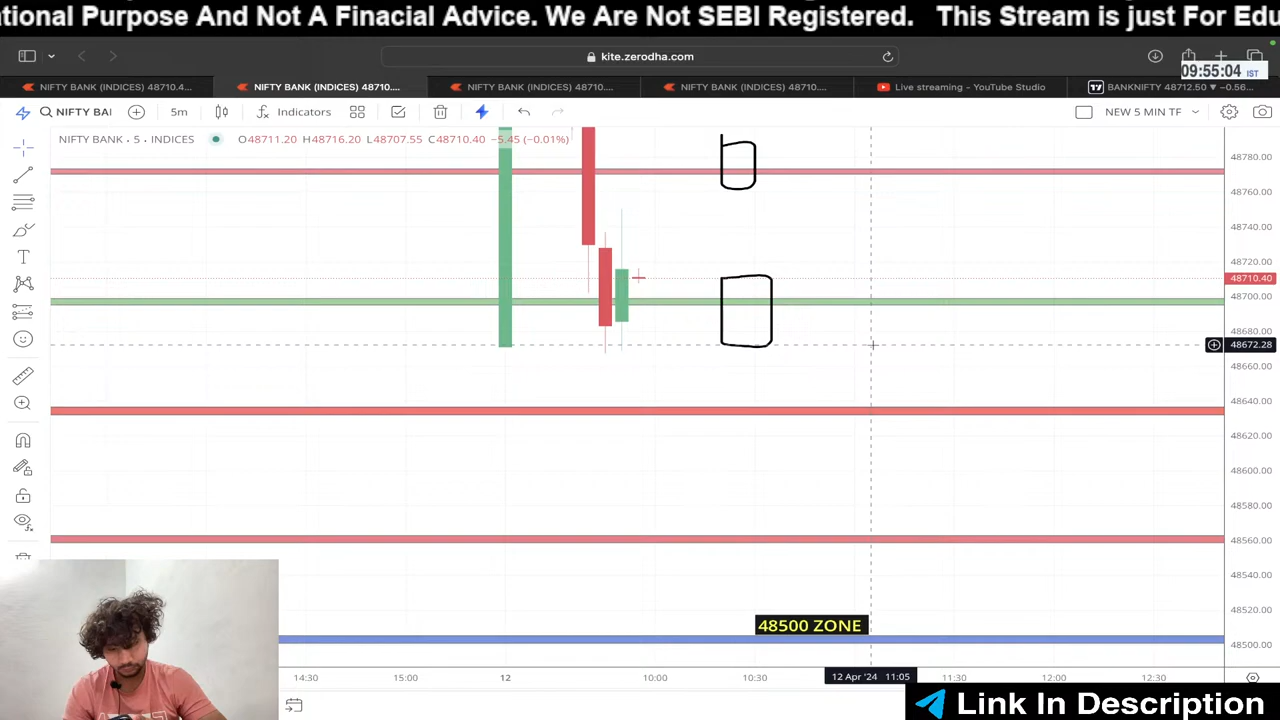 ational Purpose And Not A Finacial Advice. We Are Not SEBI Registered. This Stream is just For Edu
kite.zerodha.com
09:55:04 IST
NIFTY BANK (INDICES) 48710.4...
NIFTY BANK (INDICES) 48710....
NIFTY BANK (INDICES) 48710....
NIFTY BANK (INDICES) 48710....
Live streaming - YouTube Studio
BANKNIFTY 48712.50 ▼ −0.56...
NIFTY BAI
5m
Indicators
NEW 5 MIN TF
NIFTY BANK • 5 • INDICES
O48711.20 H48716.20 L48707.55 C48710.40 −5.45 (−0.01%)
48780.00
48760.00
48740.00
48720.00
48710.40
48700.00
48680.00
48672.28
48660.00
48640.00
48620.00
48600.00
48580.00
48560.00
48540.00
48520.00
48500.00
48500 ZONE
14:30
15:00
12
10:00
10:30
12 Apr '24 11:05
11:30
12:00
12:30
Link In Description